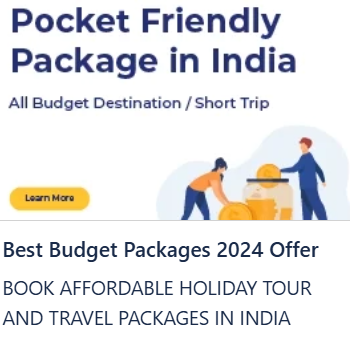 Pocket Friendly
Package in India
All Budget Destination / Short Trip
Learn More
Best Budget Packages 2024 Offer
BOOK AFFORDABLE HOLIDAY TOUR
AND TRAVEL PACKAGES IN INDIA